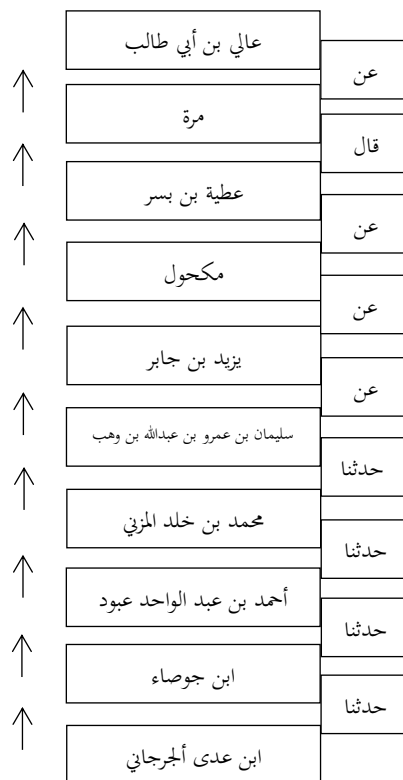 عالي بن أبي طالب
عن
مرة
قال
عطية بن بسر
عن
مكحول
عن
يزيد بن جابر
عن
سليمان بن عمرو بن عبدالله بن وهب
حدثنا
محمد بن خلد المزني
حدثنا
أحمد بن عبد الواحد عبود
حدثنا
ابن جوصاء
حدثنا
ابن عدى ألجرجاني